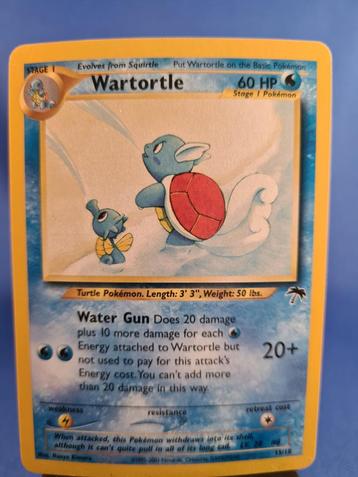 STAGE 1
Evolves from Squirtle
Put Wartortle on the Basic Pokémon
Wartortle
60 HP
Stage 1 Pokémon
Turtle Pokémon. Length: 3' 3", Weight: 50 lbs.
Water Gun Does 20 damage
plus 10 more damage for each
Energy attached to Wartortle but
not used to pay for this attack's
Energy cost. You can't add more
than 20 damage in this way.
20+
weakness
resistance
retreat cost
When attacked, this Pokémon withdraws into its shell,
although it can't quite pull in all of its long tail.
Illus.
15/18